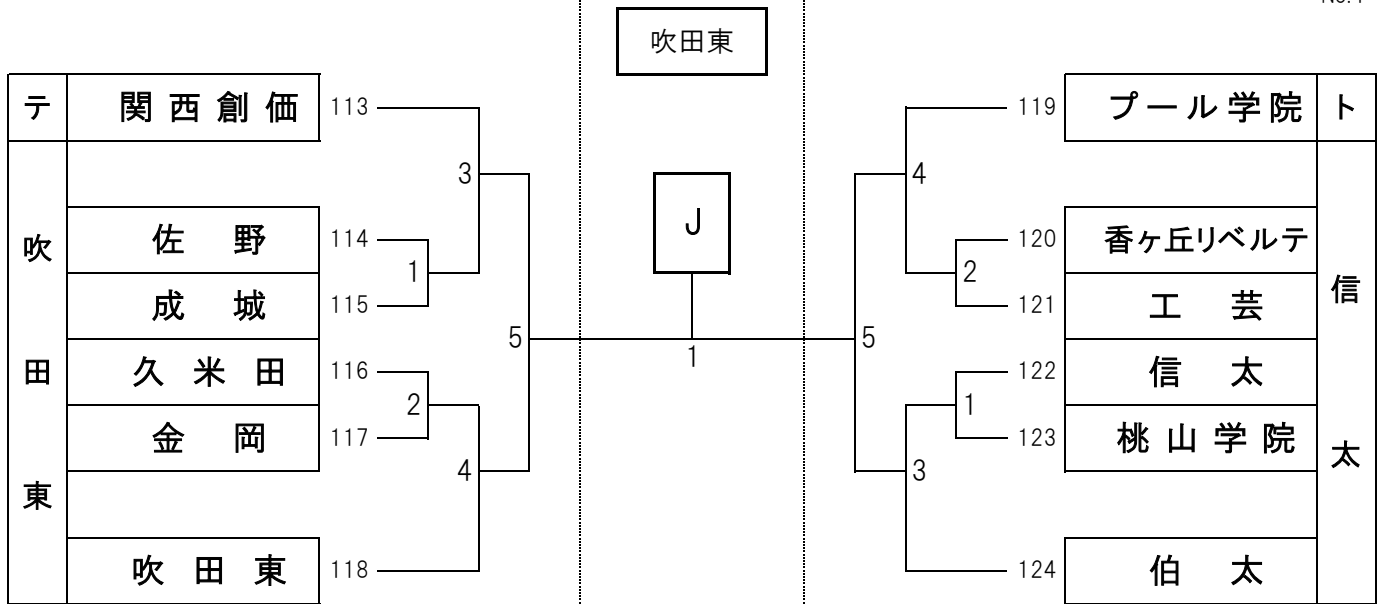 吹田東
テ 関西創価 113
3
佐野 114
1
成城 115
5
久米田 116
2
金岡 117
4
吹田東 118
吹田東
J
1
119 プール学院 ト
4
120 香ヶ丘リベルテ
2
121 工芸
5
122 信太
1
123 桃山学院
3
124 伯太
信太